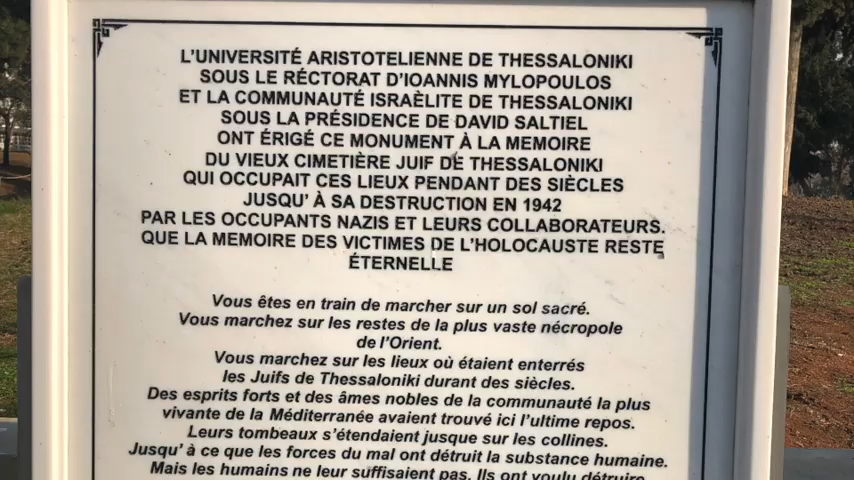 L'UNIVERSITÉ ARISTOTELIENNE DE THESSALONIKI
SOUS LE RÉCTORAT D'IOANNIS MYLOPOULOS
ET LA COMMUNAUTÉ ISRAÈLITE DE THESSALONIKI
SOUS LA PRÉSIDENCE DE DAVID SALTIEL
ONT ÉRIGÉ CE MONUMENT À LA MEMOIRE
DU VIEUX CIMETIÈRE JUIF DE THESSALONIKI
QUI OCCUPAIT CES LIEUX PENDANT DES SIÈCLES
JUSQU' À SA DESTRUCTION EN 1942
PAR LES OCCUPANTS NAZIS ET LEURS COLLABORATEURS.
QUE LA MEMOIRE DES VICTIMES DE L'HOLOCAUSTE RESTE
ÉTERNELLE
Vous êtes en train de marcher sur un sol sacré.
Vous marchez sur les restes de la plus vaste nécropole
de l'Orient.
Vous marchez sur les lieux où étaient enterrés
les Juifs de Thessaloniki durant des siècles.
Des esprits forts et des âmes nobles de la communauté la plus
vivante de la Méditerranée avaient trouvé ici l'ultime repos.
Leurs tombeaux s'étendaient jusque sur les collines.
Jusqu' à ce que les forces du mal ont détruit la substance humaine.
Mais les humains ne leur suffisaient pas. Ils ont voulu détruire